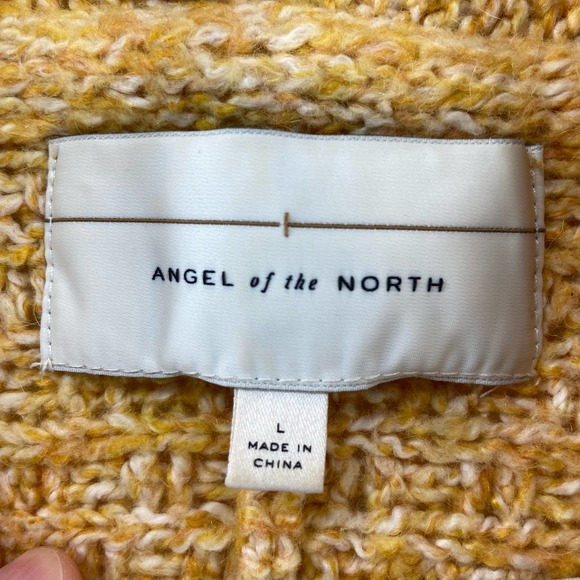 ANGEL of the NORTH
L
MADE IN
CHINA